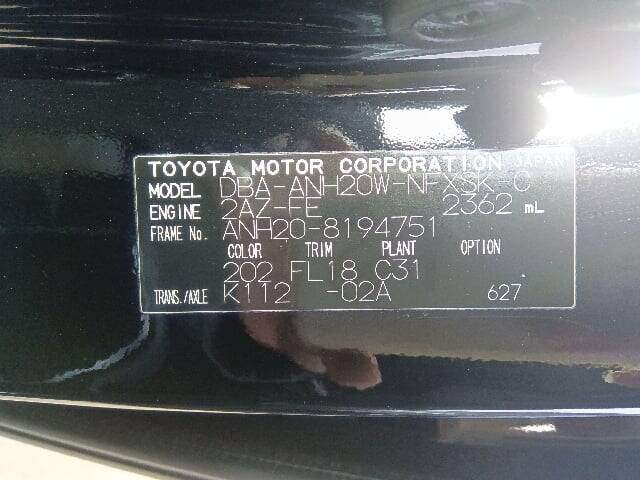 TOYOTA MOTOR CORPORATION JAPAN
MODEL DBA-ANH20W-NFXSK-C
ENGINE 2AZ-FE 2362 mL
FRAME No. ANH20-8194751
COLOR TRIM PLANT OPTION
202 FL18 C31
TRANS./AXLE K112 -02A 627